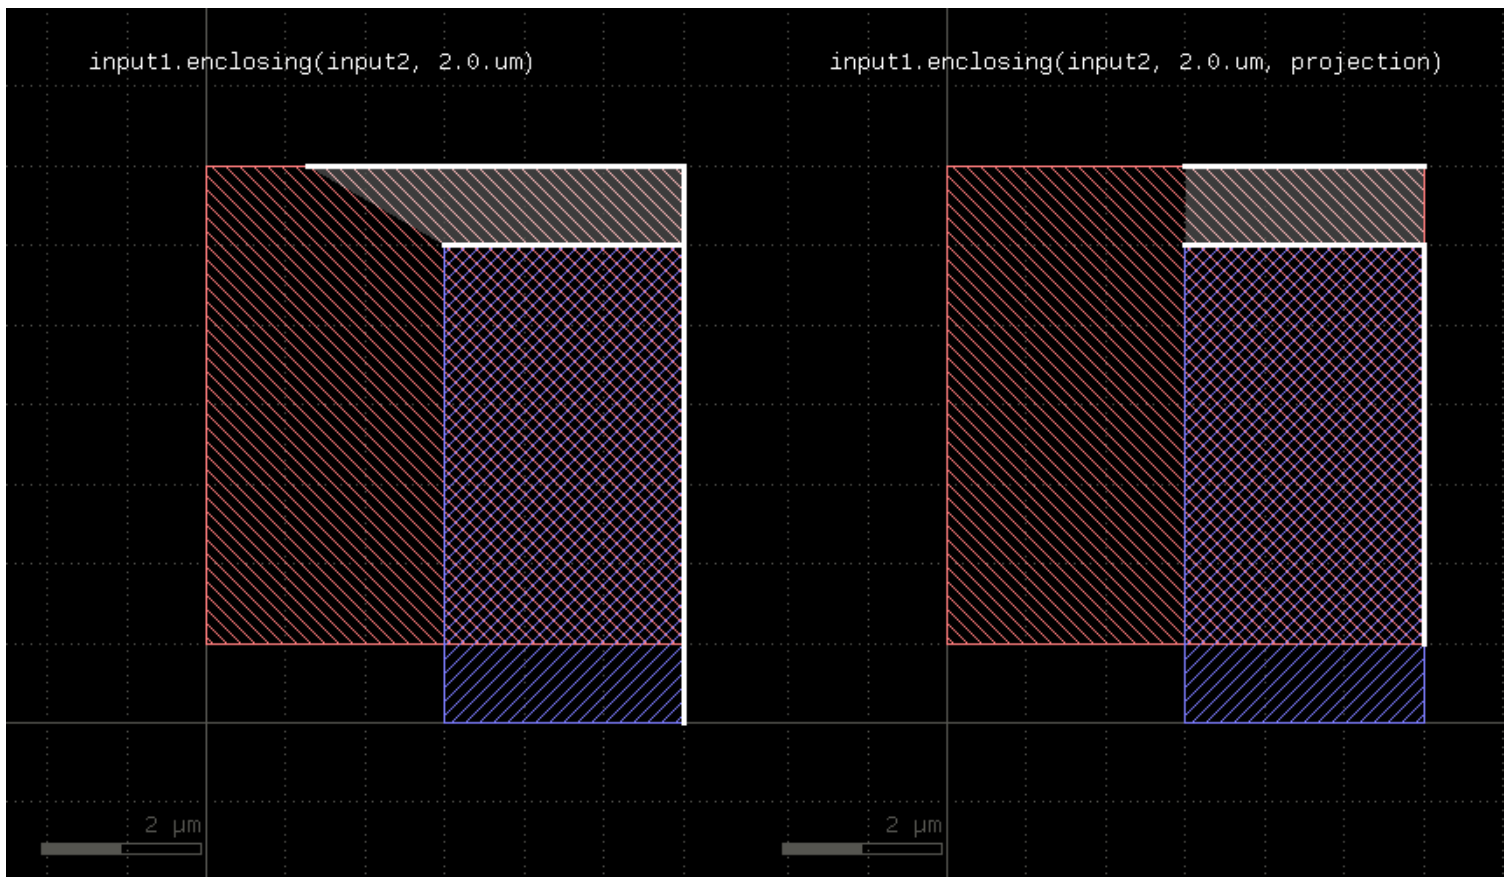 input1.enclosing(input2, 2.0.um)
input1.enclosing(input2, 2.0.um, projection)
2 µm
2 µm